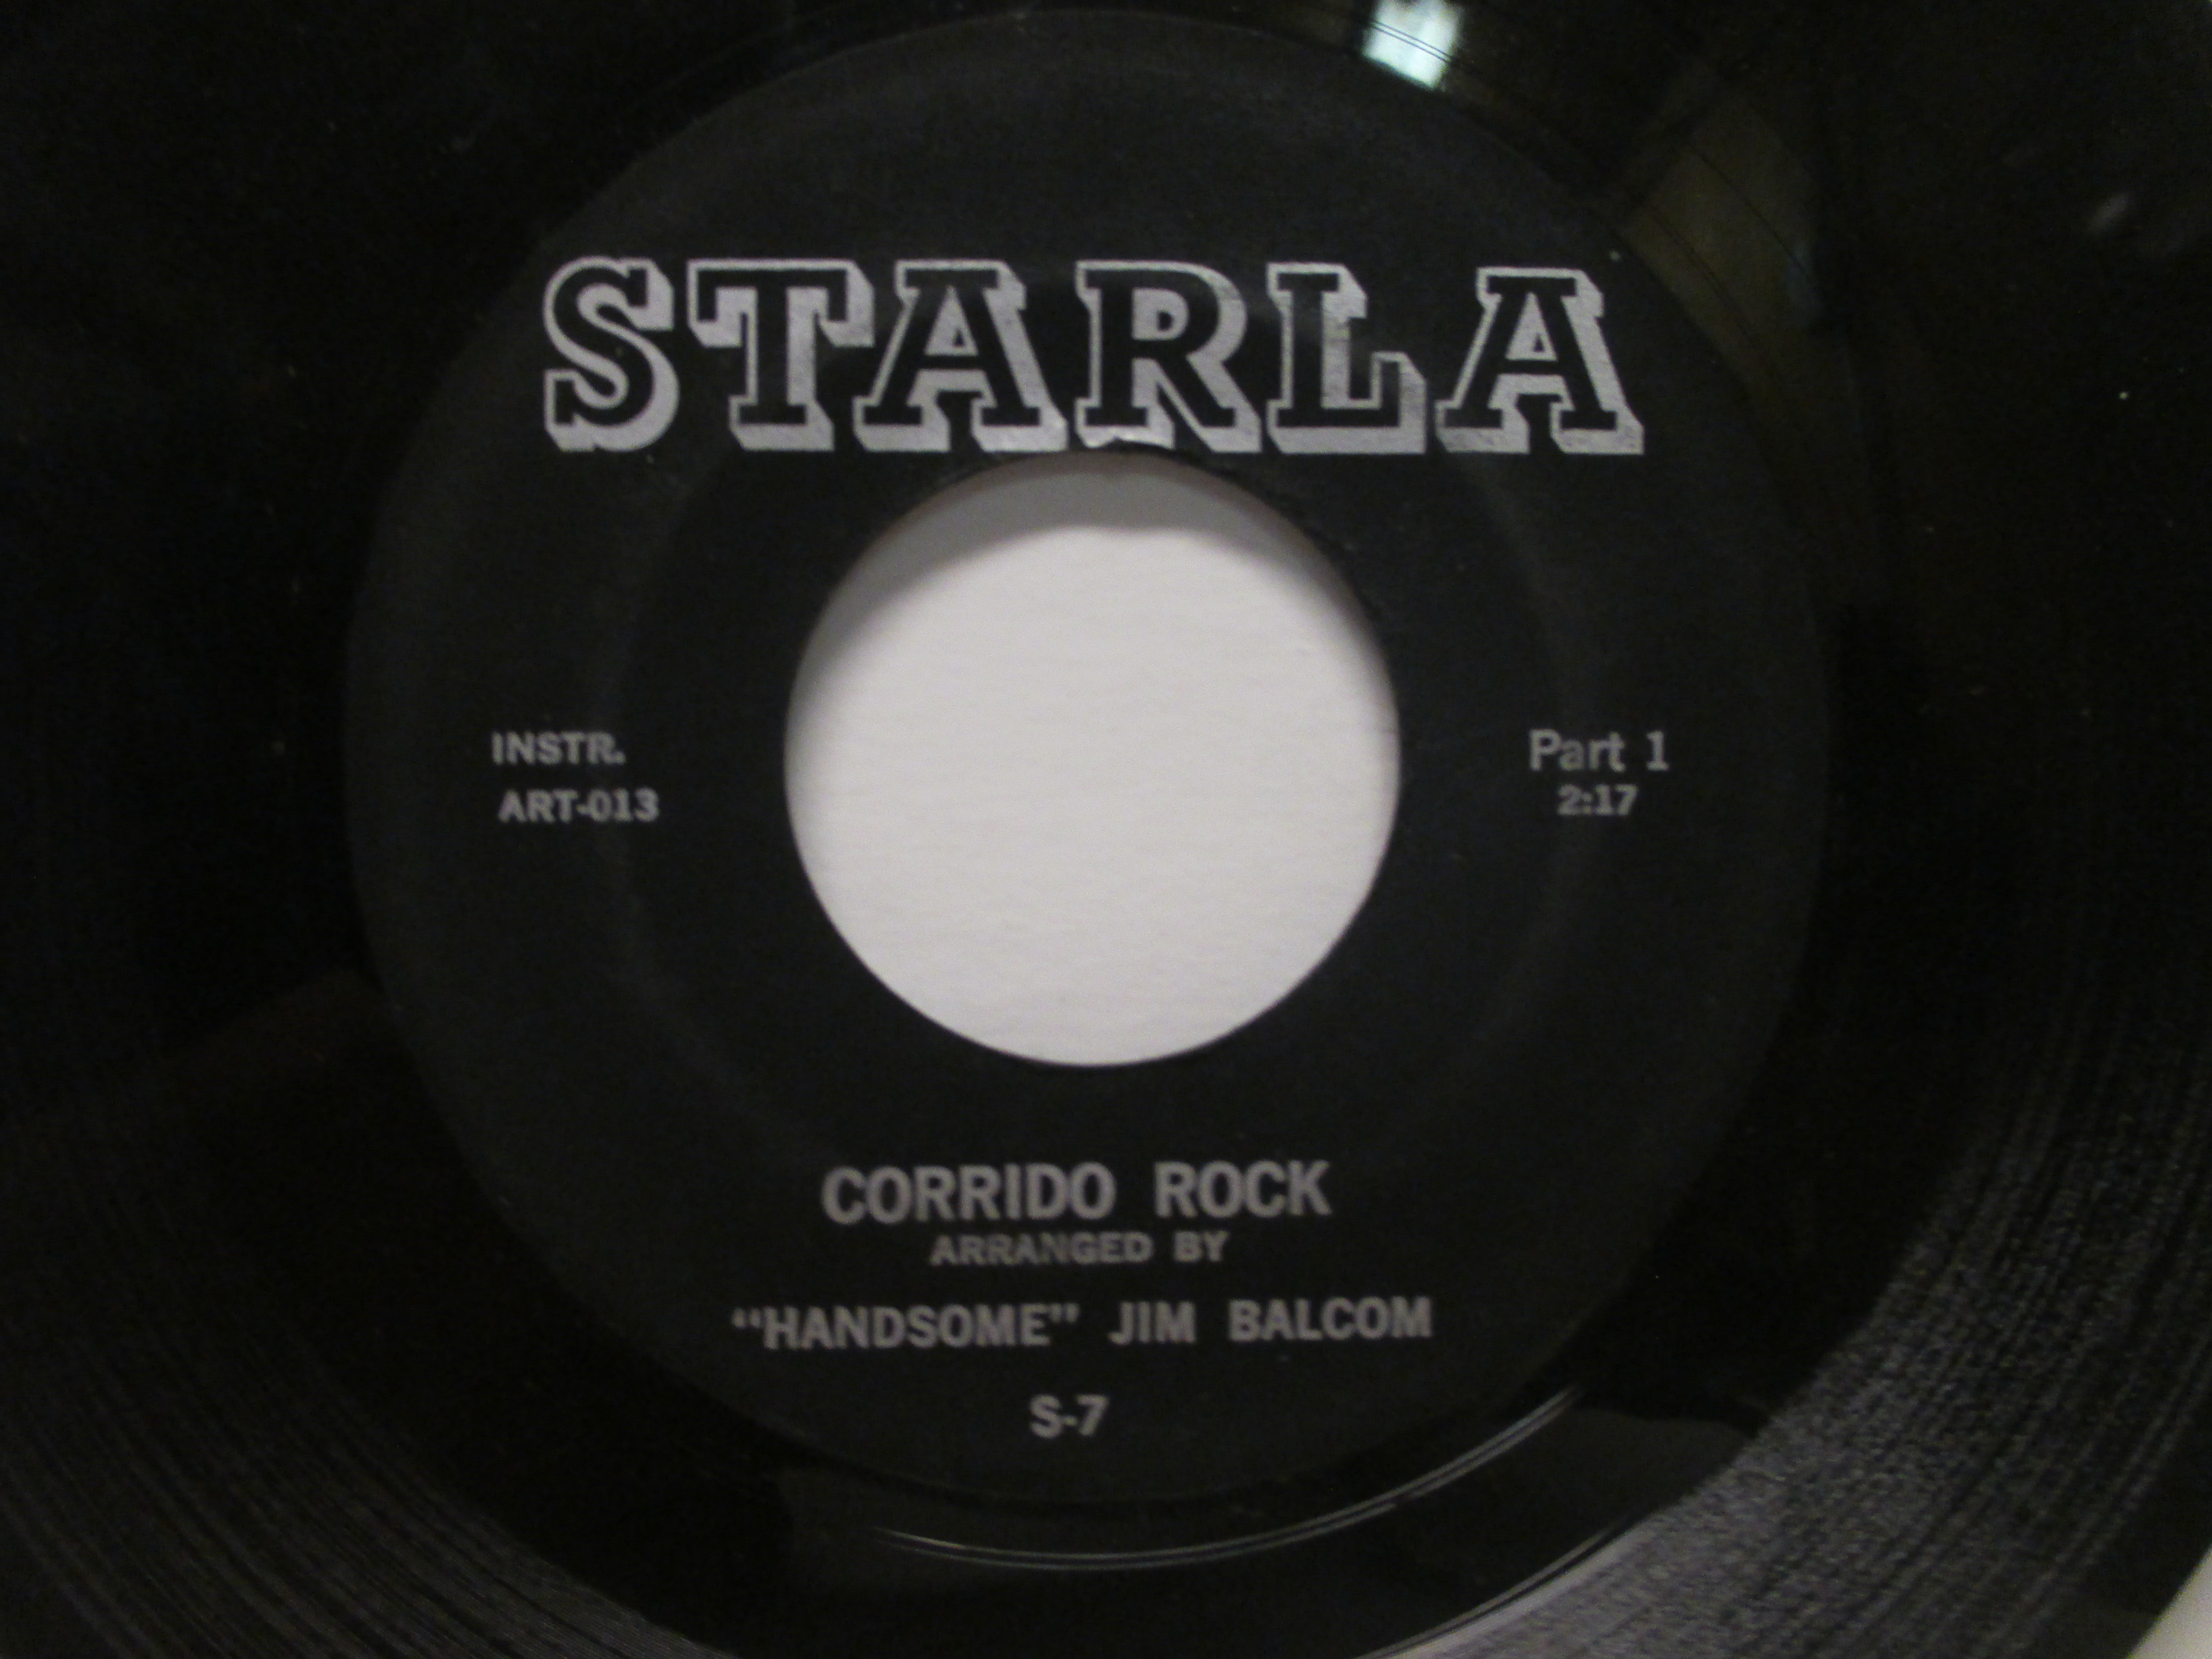 STARLA
INSTR.
ART-013
Part 1
2:17
CORRIDO ROCK
ARRANGED BY
“HANDSOME” JIM BALCOM
S-7